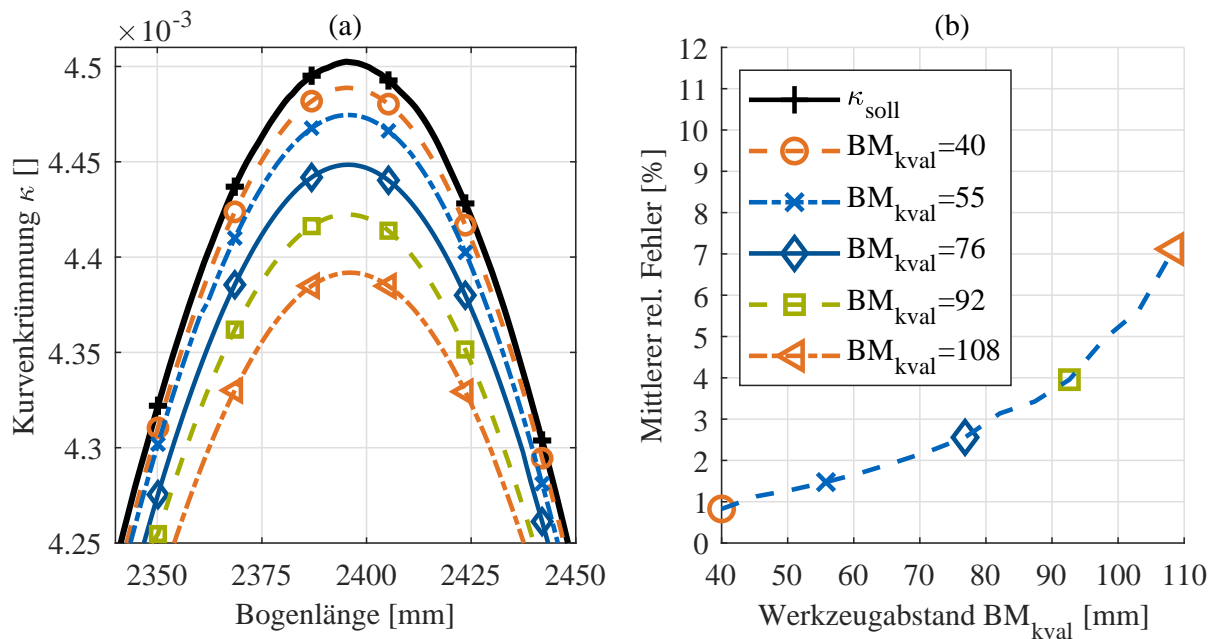 (a)
×10⁻³
4.5
4.45
4.4
4.35
4.3
4.25
2350 2375 2400 2425 2450
Bogenlänge [mm]
Kurvenkrümmung κ []
(b)
12
11
10
9
8
7
6
5
4
3
2
1
0
40 50 60 70 80 90 100 110
Werkzeugabstand BM_kval [mm]
Mittlerer rel. Fehler [%]
κ_soll
BM_kval=40
BM_kval=55
BM_kval=76
BM_kval=92
BM_kval=108